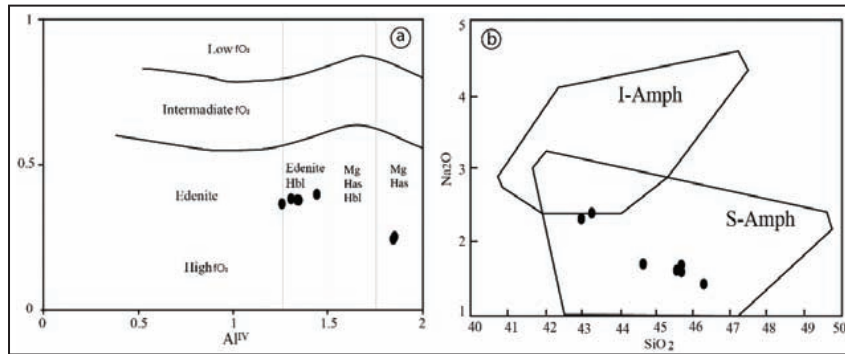 a
1
Low fO₂
Intermadiate fO₂
0.5
Edenite
Edenite
Hbl
Mg
Has
Hbl
Mg
Has
High fO₂
0
0
0.5
1
1.5
2
Al^IV
b
5
4
3
2
1
Na2O
I-Amph
S-Amph
40
41
42
43
44
45
46
47
48
49
50
SiO₂